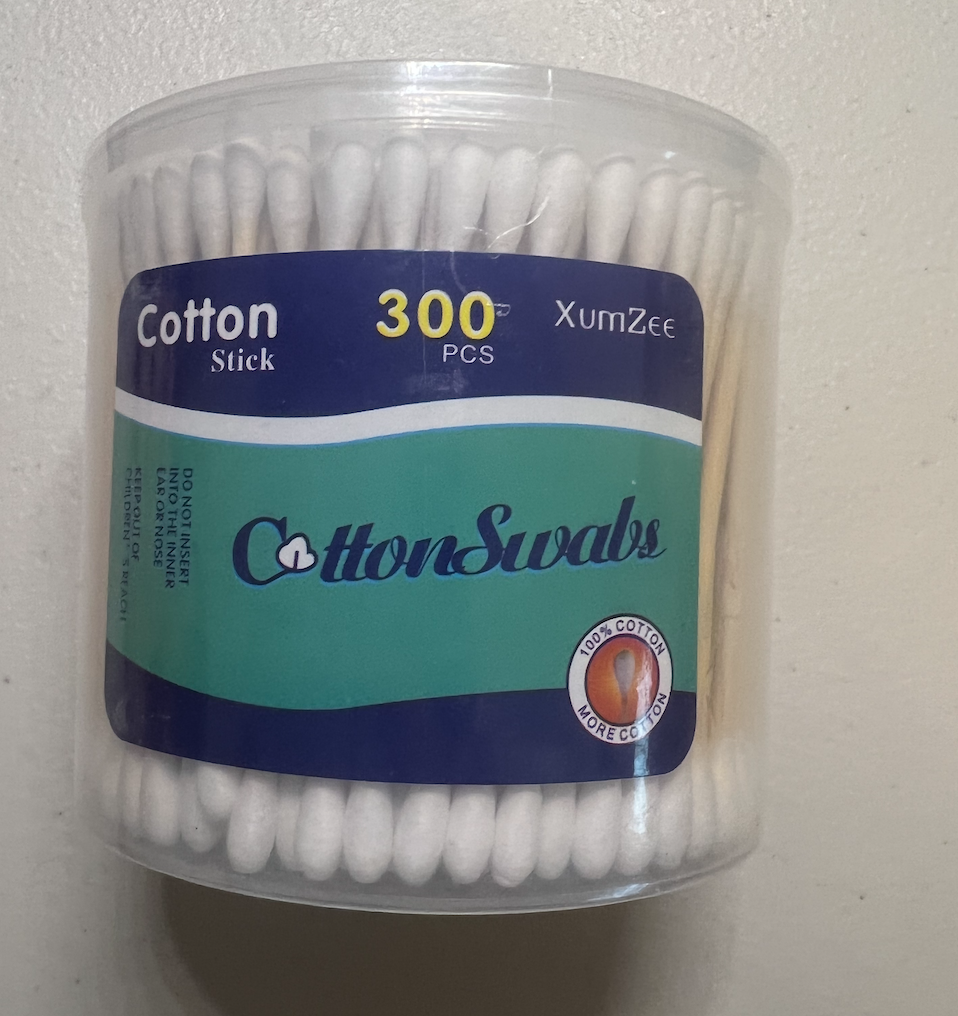 Cotton
Stick
300
PCS
XUMZEE
DO NOT INSERT
INTO THE INNER
EAR OR NOSE
KEEP OUT OF
CHILDREN'S REACH
CottonSwabs
100% COTTON
MORE COTTON